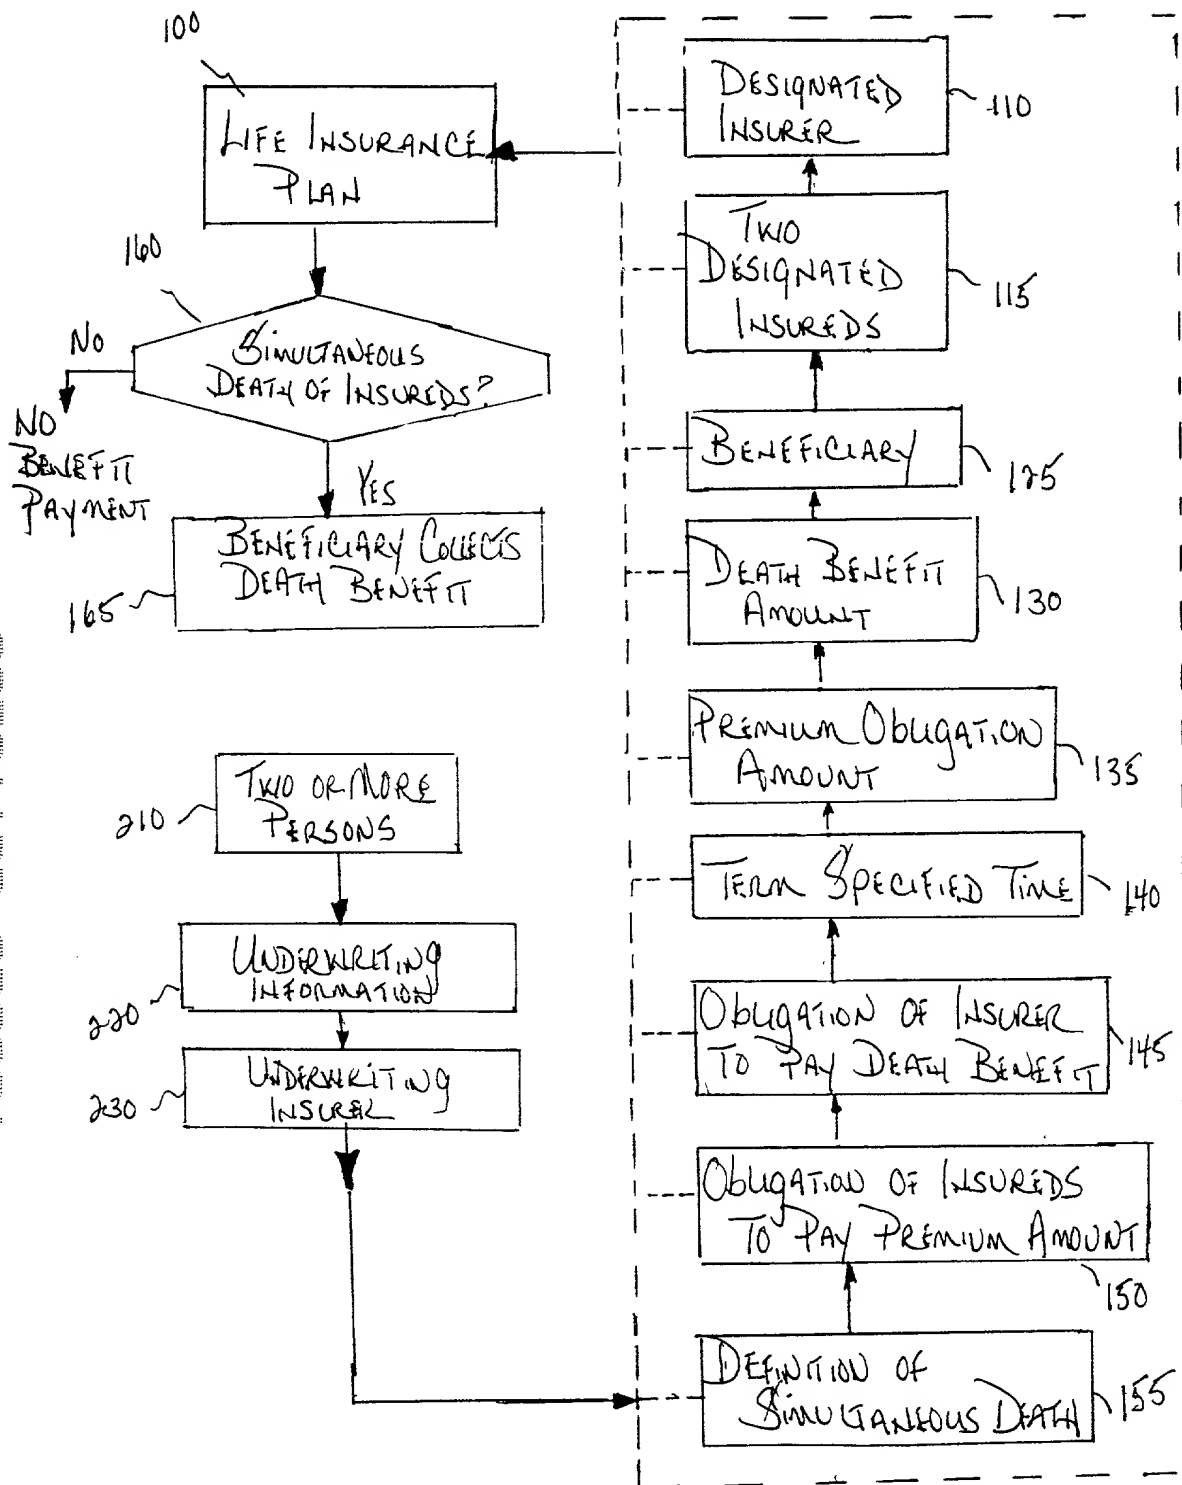 100
LIFE INSURANCE
PLAN
160
SIMULTANEOUS
DEATH OF INSUREDS?
NO
NO
BENEFIT
PAYMENT
YES
BENEFICIARY COLLECTS
DEATH BENEFIT
165
TWO OR MORE
PERSONS
210
UNDERWRITING
INFORMATION
220
UNDERWRITING
INSURER
230
DESIGNATED
INSURER
110
TWO
DESIGNATED
INSUREDS
115
BENEFICIARY
125
DEATH BENEFIT
AMOUNT
130
PREMIUM OBLIGATION
AMOUNT
135
TERM SPECIFIED TIME
140
OBLIGATION OF INSURER
TO PAY DEATH BENEFIT
145
OBLIGATION OF INSUREDS
TO PAY PREMIUM AMOUNT
150
DEFINITION OF
SIMULTANEOUS DEATH
155